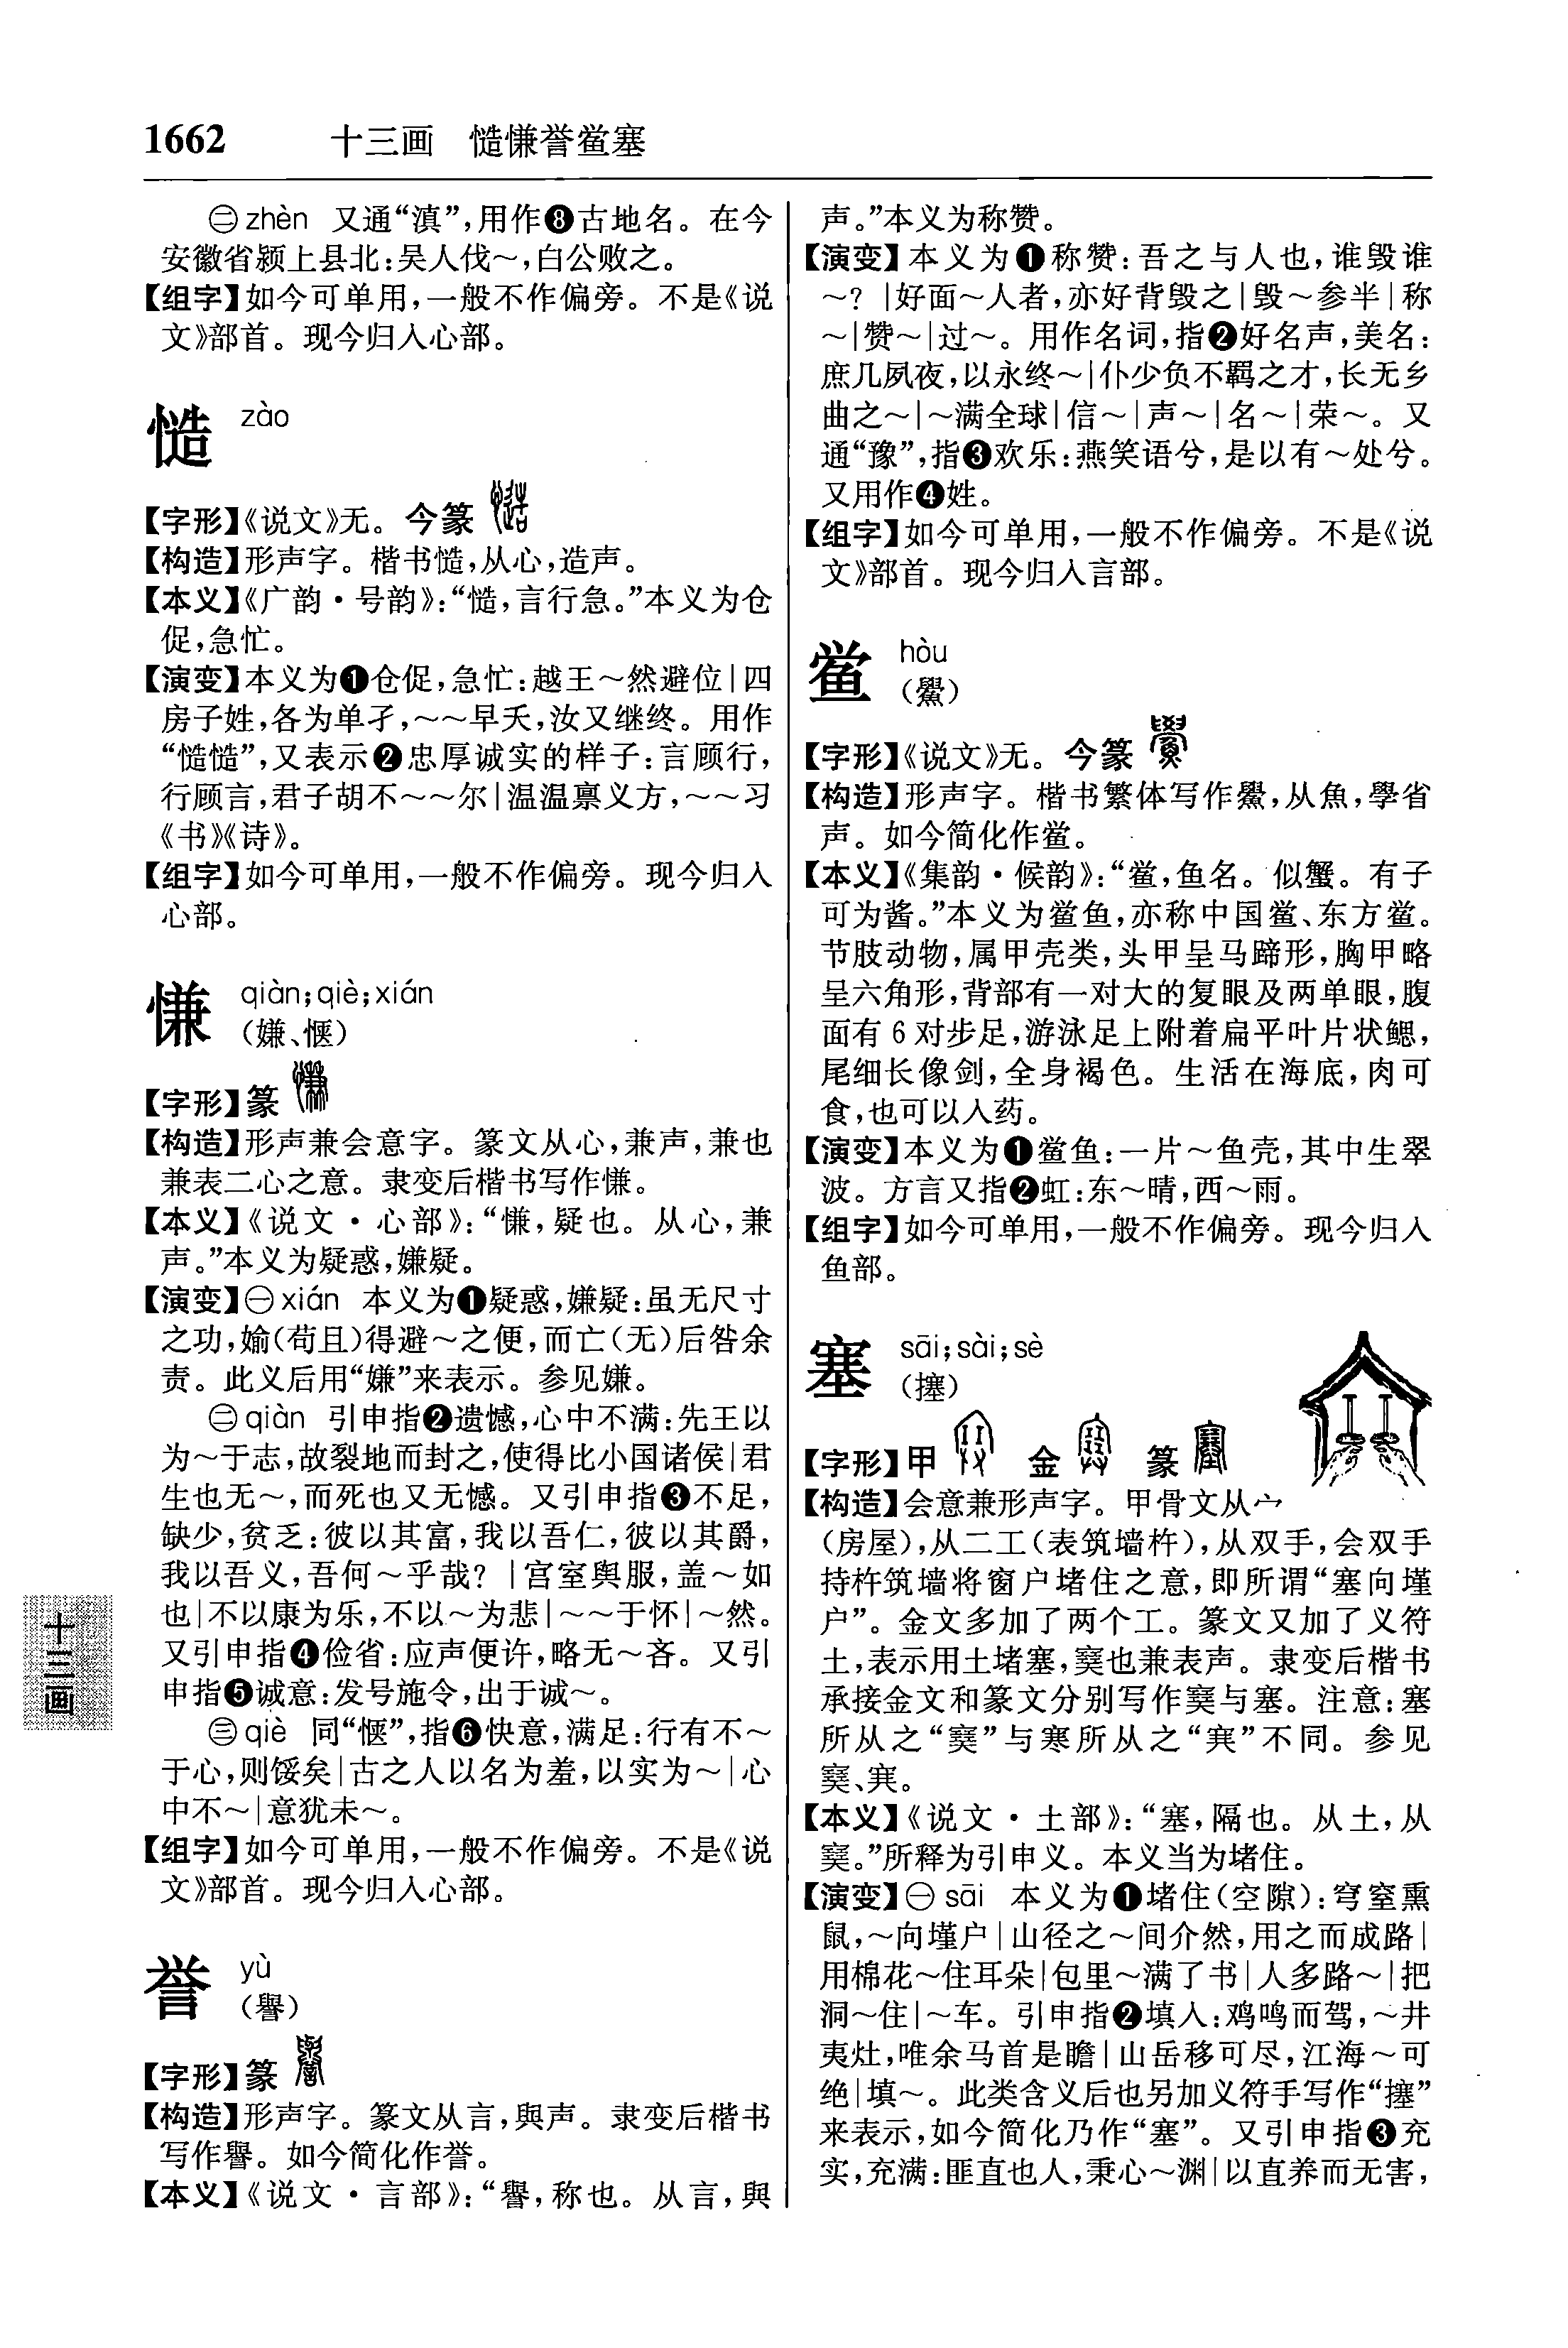 1662 十三画 慥慊誉鲎塞
㊁zhèn 又通“滇”,用作❽古地名。在今
安徽省颍上县北:吴人伐～,白公败之。
【组字】如今可单用,一般不作偏旁。不是《说
文》部首。现今归入心部。
慥 zào
【字形】《说文》无。今篆
【构造】形声字。楷书慥,从心,造声。
【本义】《广韵·号韵》:“慥,言行急。”本义为仓
促,急忙。
【演变】本义为❶仓促,急忙:越王～然避位|四
房子姓,各为单孑,～～早夭,汝又继终。用作
“慥慥”,又表示❷忠厚诚实的样子:言顾行,
行顾言,君子胡不～～尔|温温禀义方,～～习
《书》《诗》。
【组字】如今可单用,一般不作偏旁。现今归入
心部。
慊 qiàn;qiè;xián
(嫌、惬)
【字形】篆
【构造】形声兼会意字。篆文从心,兼声,兼也
兼表二心之意。隶变后楷书写作慊。
【本义】《说文·心部》:“慊,疑也。从心,兼
声。”本义为疑惑,嫌疑。
【演变】㊀xián 本义为❶疑惑,嫌疑:虽无尺寸
之功,媮(苟且)得避～之便,而亡(无)后咎余
责。此义后用“嫌”来表示。参见嫌。
㊁qiàn 引申指❷遗憾,心中不满:先王以
为～于志,故裂地而封之,使得比小国诸侯|君
生也无～,而死也又无憾。又引申指❸不足,
缺少,贫乏:彼以其富,我以吾仁,彼以其爵,
我以吾义,吾何～乎哉?|宫室舆服,盖～如
也|不以康为乐,不以～为悲|～～于怀|～然。
又引申指❹俭省:应声便许,略无～吝。又引
申指❺诚意:发号施令,出于诚～。
㊂qiè 同“惬”,指❻快意,满足:行有不～
于心,则馁矣|古之人以名为羞,以实为～|心
中不～|意犹未～。
【组字】如今可单用,一般不作偏旁。不是《说
文》部首。现今归入心部。
誉 yù
(譽)
【字形】篆
【构造】形声字。篆文从言,與声。隶变后楷书
写作譽。如今简化作誉。
【本义】《说文·言部》:“譽,称也。从言,與
声。”本义为称赞。
【演变】本义为❶称赞:吾之与人也,谁毁谁
～?|好面～人者,亦好背毁之|毁～参半|称
～|赞～|过～。用作名词,指❷好名声,美名:
庶几夙夜,以永终～|仆少负不羁之才,长无乡
曲之～|～满全球|信～|声～|名～|荣～。又
通“豫”,指❸欢乐:燕笑语兮,是以有～处兮。
又用作❹姓。
【组字】如今可单用,一般不作偏旁。不是《说
文》部首。现今归入言部。
鲎 hòu
(鱟)
【字形】《说文》无。今篆
【构造】形声字。楷书繁体写作鱟,从魚,學省
声。如今简化作鲎。
【本义】《集韵·候韵》:“鲎,鱼名。似蟹。有子
可为酱。”本义为鲎鱼,亦称中国鲎、东方鲎。
节肢动物,属甲壳类,头甲呈马蹄形,胸甲略
呈六角形,背部有一对大的复眼及两单眼,腹
面有6对步足,游泳足上附着扁平叶片状鳃,
尾细长像剑,全身褐色。生活在海底,肉可
食,也可以入药。
【演变】本义为❶鲎鱼:一片～鱼壳,其中生翠
波。方言又指❷虹:东～晴,西～雨。
【组字】如今可单用,一般不作偏旁。现今归入
鱼部。
塞 sāi;sài;sè
(攓)
【字形】甲 金 篆
【构造】会意兼形声字。甲骨文从宀
(房屋),从二工(表筑墙杵),从双手,会双手
持杵筑墙将窗户堵住之意,即所谓“塞向墐
户”。金文多加了两个工。篆文又加了义符
土,表示用土堵塞,窦也兼表声。隶变后楷书
承接金文和篆文分别写作𡫳与塞。注意:塞
所从之“𡫳”与寒所从之“𡨄”不同。参见
𡫳、𡨄。
【本义】《说文·土部》:“塞,隔也。从土,从
𡫳。”所释为引申义。本义当为堵住。
【演变】㊀sāi 本义为❶堵住(空隙):穹窒熏
鼠,～向墐户|山径之～间介然,用之而成路|
用棉花～住耳朵|包里～满了书|人多路～|把
洞～住|～车。引申指❷填入:鸡鸣而驾,～井
夷灶,唯余马首是瞻|山岳移可尽,江海～可
绝|填～。此类含义后也另加义符手写作“㩙”
来表示,如今简化乃作“塞”。又引申指❸充
实,充满:匪直也人,秉心～渊|以直养而无害,
十三画